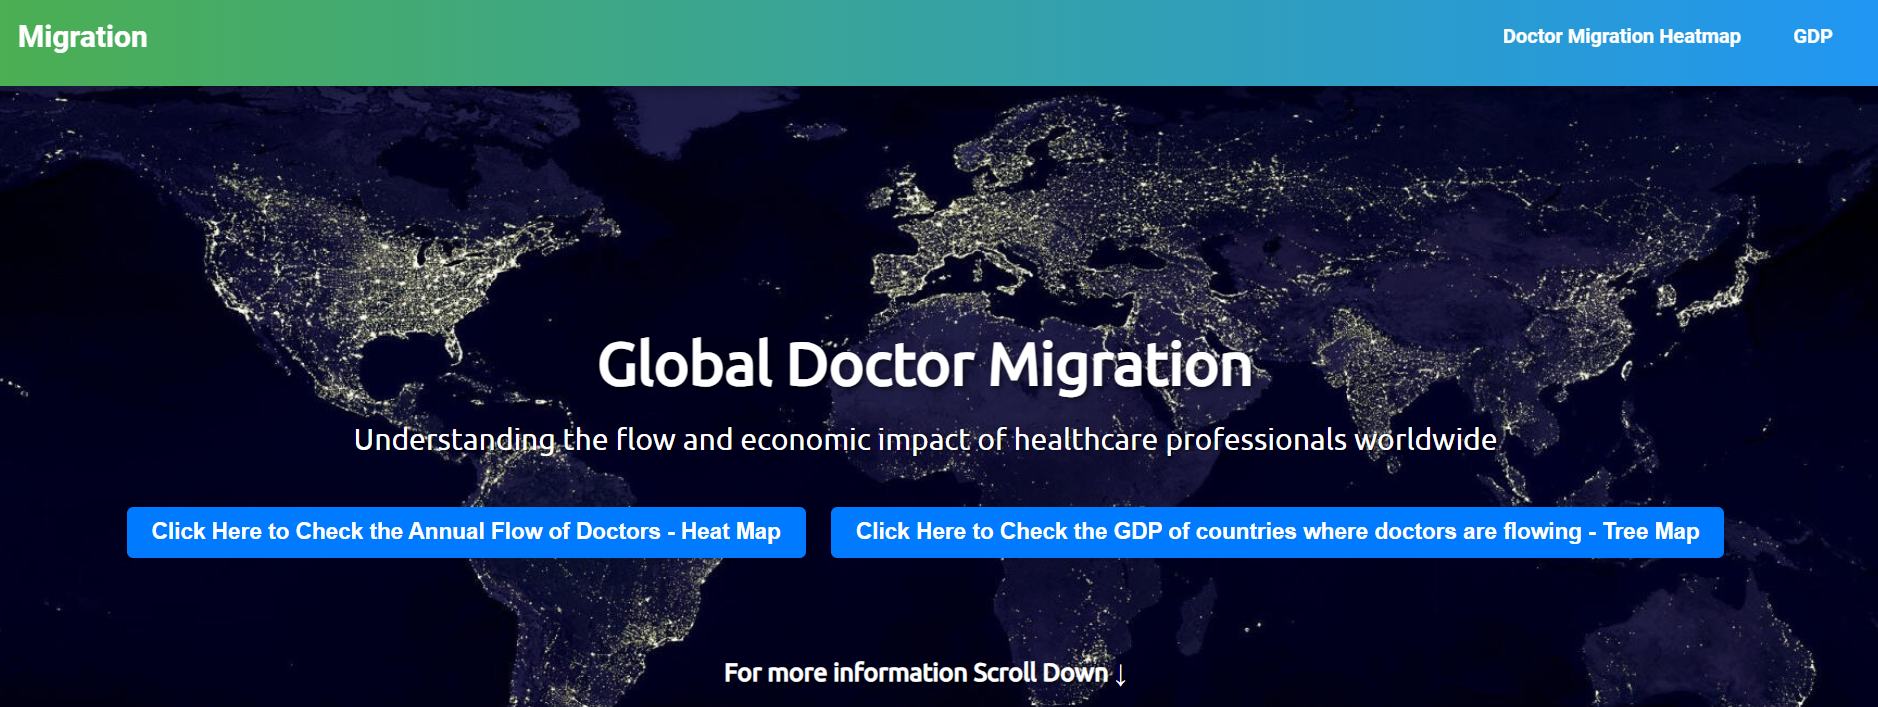 Migration
Doctor Migration Heatmap
GDP
Global Doctor Migration
Understanding the flow and economic impact of healthcare professionals worldwide
Click Here to Check the Annual Flow of Doctors - Heat Map
Click Here to Check the GDP of countries where doctors are flowing - Tree Map
For more information Scroll Down ↓